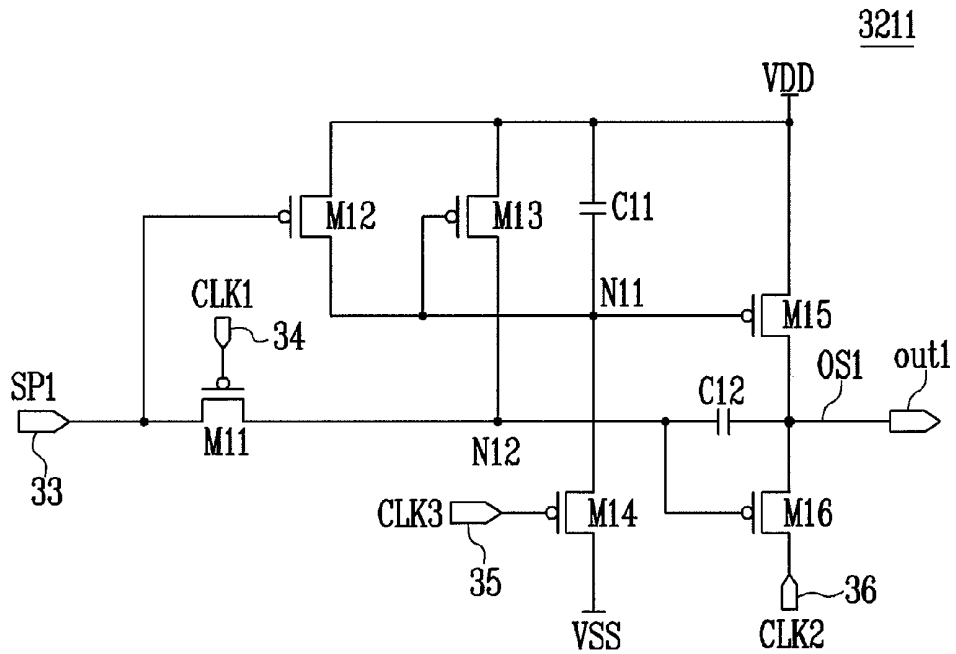 3211
VDD
M12
M13
C11
CLK1
34
N11
M15
SP1
C12
OS1
out1
M11
N12
33
CLK3
M14
M16
35
36
VSS
CLK2